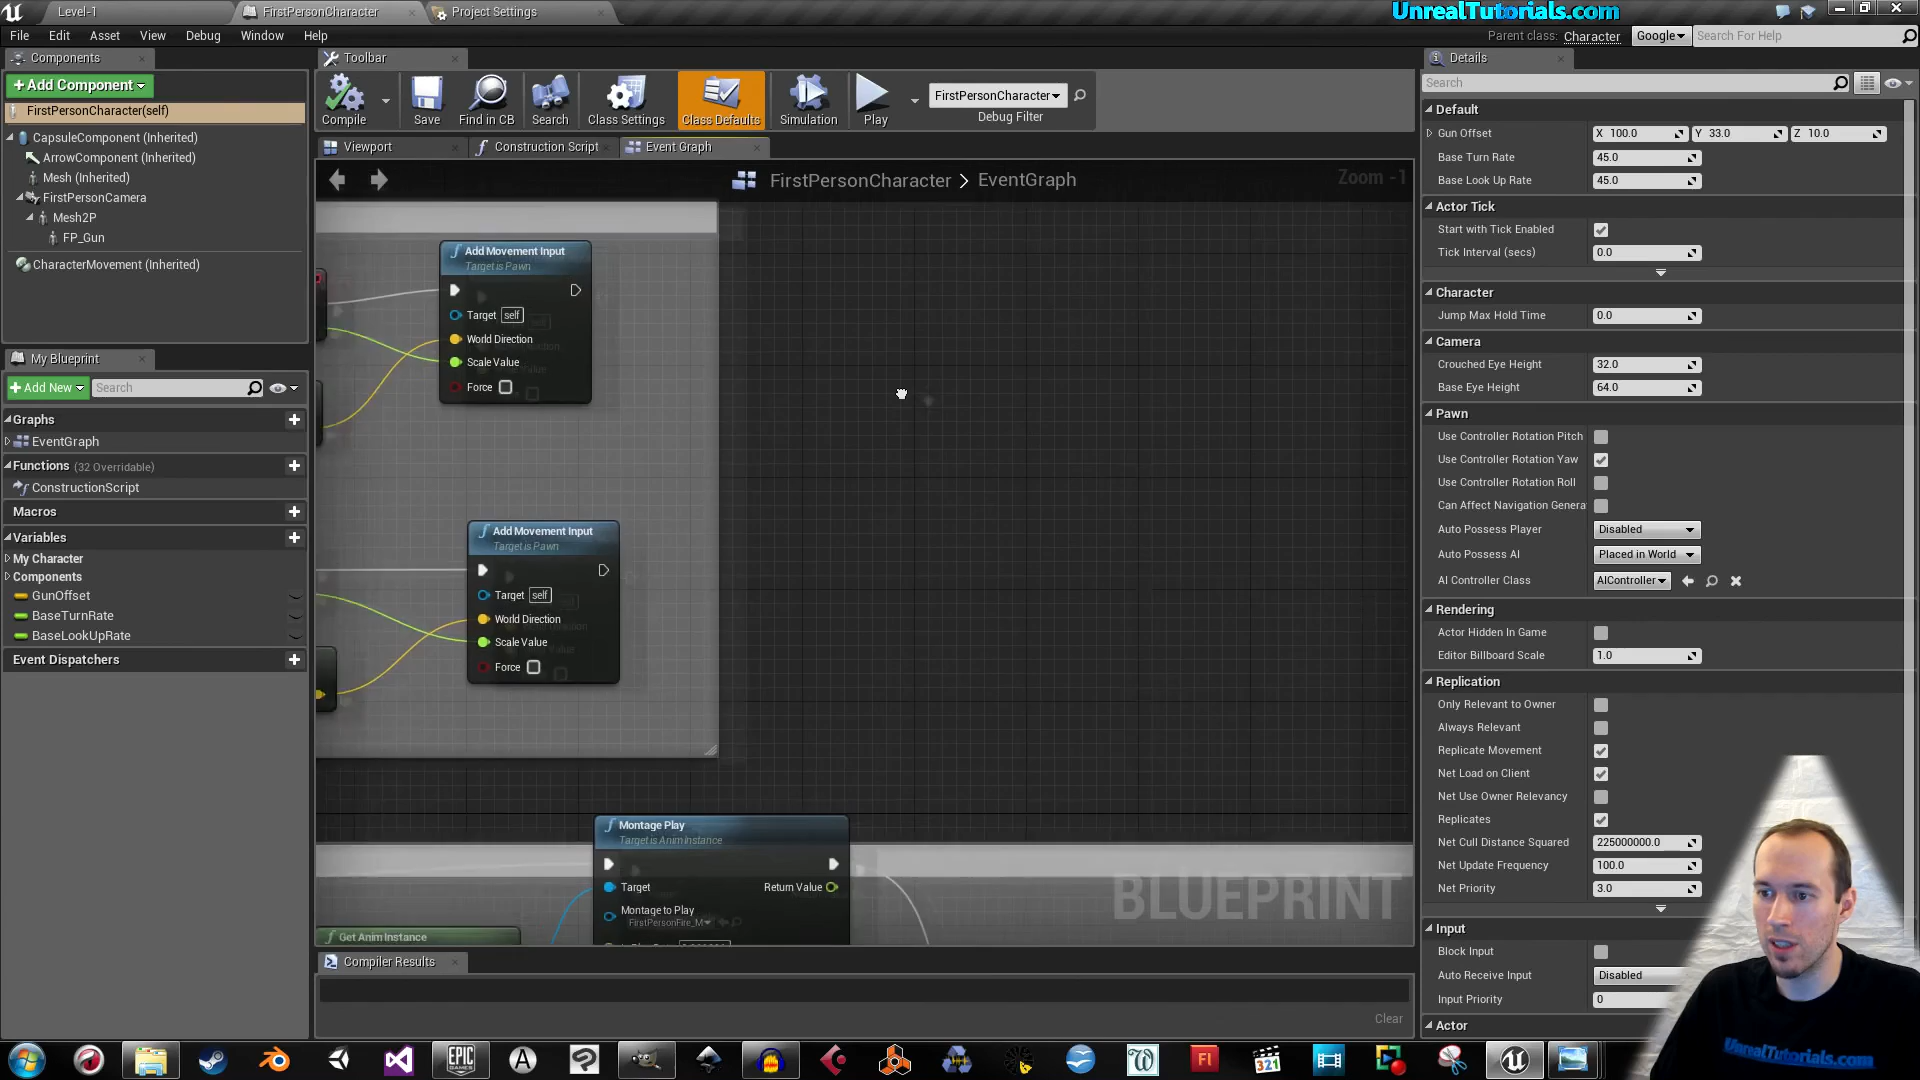 Level-1
FirstPersonCharacter
Project Settings
UnrealTutorials.com
File Edit Asset View Debug Window Help
Parent class: Character
Google
Search For Help
Components
Toolbar
Details
+Add Component
FirstPersonCharacter(self)
CapsuleComponent (Inherited)
ArrowComponent (Inherited)
Mesh (Inherited)
FirstPersonCamera
Mesh2P
FP_Gun
CharacterMovement (Inherited)
Compile
Save
Find in CB
Search
Class Settings
Class Defaults
Simulation
Play
FirstPersonCharacter
Debug Filter
Viewport
Construction Script
Event Graph
FirstPersonCharacter > EventGraph
Zoom -1
Add Movement Input
Target is Pawn
Target self
World Direction
Scale Value
Force
Add Movement Input
Target is Pawn
Target self
World Direction
Scale Value
Force
Montage Play
Target is Anim Instance
Target
Return Value
Montage to Play
FirstPersonFire_M
Get Anim Instance
BLUEPRINT
Compiler Results
Clear
My Blueprint
+Add New
Search
Graphs
EventGraph
Functions (32 Overridable)
ConstructionScript
Macros
Variables
My Character
Components
GunOffset
BaseTurnRate
BaseLookUpRate
Event Dispatchers
Search
Default
Gun Offset X 100.0 Y 33.0 Z 10.0
Base Turn Rate 45.0
Base Look Up Rate 45.0
Actor Tick
Start with Tick Enabled
Tick Interval (secs) 0.0
Character
Jump Max Hold Time 0.0
Camera
Crouched Eye Height 32.0
Base Eye Height 64.0
Pawn
Use Controller Rotation Pitch
Use Controller Rotation Yaw
Use Controller Rotation Roll
Can Affect Navigation Genera
Auto Possess Player Disabled
Auto Possess AI Placed in World
AI Controller Class AIController
Rendering
Actor Hidden In Game
Editor Billboard Scale 1.0
Replication
Only Relevant to Owner
Always Relevant
Replicate Movement
Net Load on Client
Net Use Owner Relevancy
Replicates
Net Cull Distance Squared 225000000.0
Net Update Frequency 100.0
Net Priority 3.0
Input
Block Input
Auto Receive Input Disabled
Input Priority 0
Actor
UnrealTutorials.com
EPIC
GAMES
321